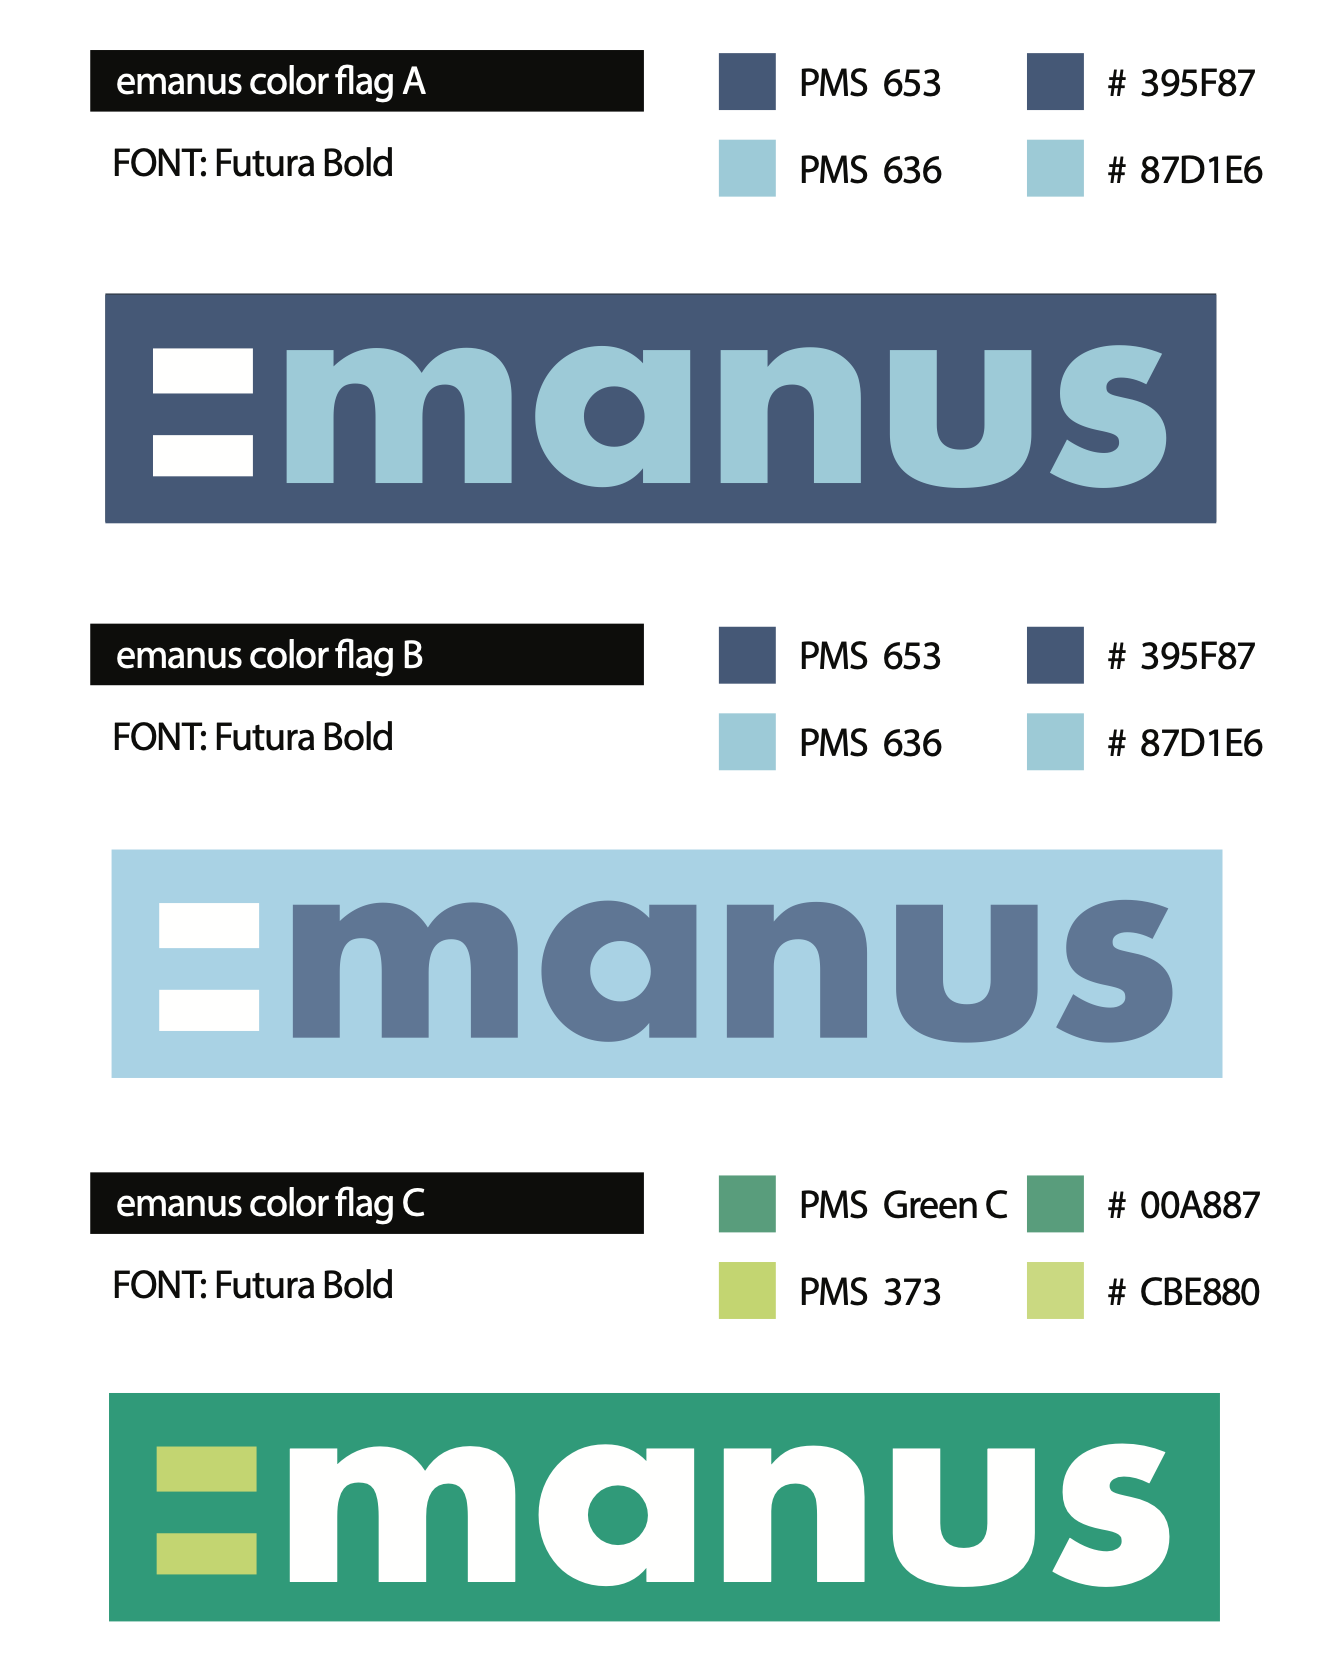 emanus color flag A
PMS 653
# 395F87
FONT: Futura Bold
PMS 636
# 87D1E6
manus
emanus color flag B
PMS 653
# 395F87
FONT: Futura Bold
PMS 636
# 87D1E6
manus
emanus color flag C
PMS Green C
# 00A887
FONT: Futura Bold
PMS 373
# CBE880
manus